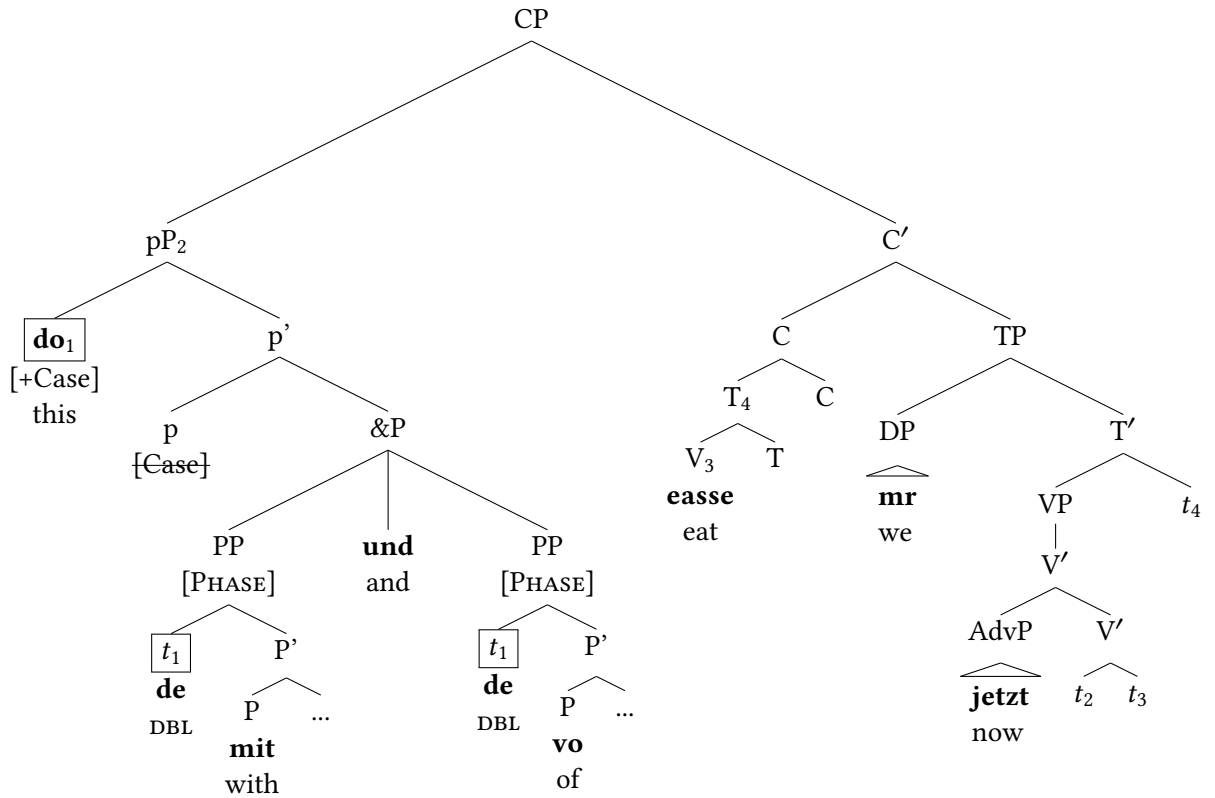 CP
pP₂ C′
do₁ p’ C TP
[+Case]
this
p &P T₄ C DP T′
[Case]
V₃ T mr VP t₄
easse we
eat
PP und PP V′
[PHASE] and [PHASE]
t₁ P’ t₁ P’ AdvP V′
de de
DBL P ... DBL P ... jetzt t₂ t₃
mit vo now
with of